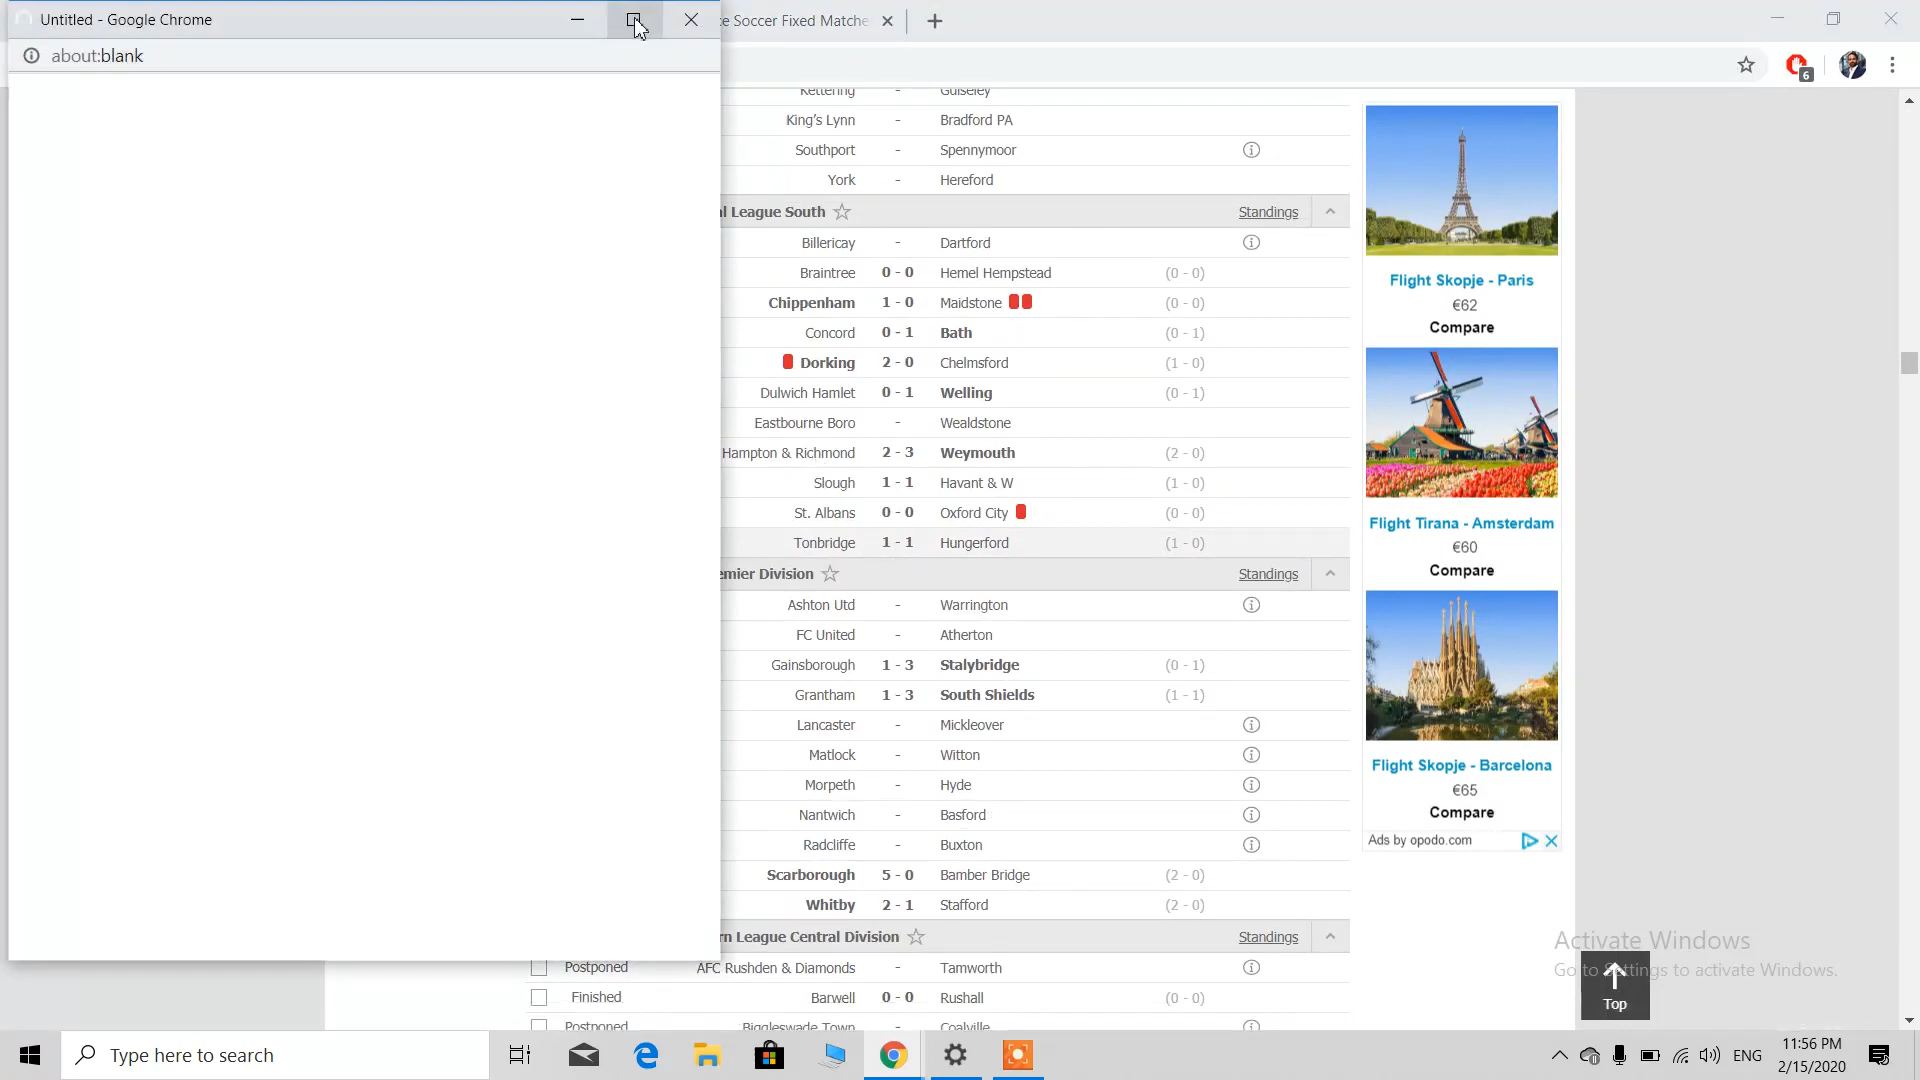 Untitled - Google Chrome
about:blank
e Soccer Fixed Matche
6
Kettering - Guiseley
King's Lynn - Bradford PA
Southport - Spennymoor
York - Hereford
l League South Standings
Billericay - Dartford
Braintree 0 - 0 Hemel Hempstead (0 - 0)
Chippenham 1 - 0 Maidstone (0 - 0)
Concord 0 - 1 Bath (0 - 1)
Dorking 2 - 0 Chelmsford (1 - 0)
Dulwich Hamlet 0 - 1 Welling (0 - 1)
Eastbourne Boro - Wealdstone
Hampton & Richmond 2 - 3 Weymouth (2 - 0)
Slough 1 - 1 Havant & W (1 - 0)
St. Albans 0 - 0 Oxford City (0 - 0)
Tonbridge 1 - 1 Hungerford (1 - 0)
emier Division Standings
Ashton Utd - Warrington
FC United - Atherton
Gainsborough 1 - 3 Stalybridge (0 - 1)
Grantham 1 - 3 South Shields (1 - 1)
Lancaster - Mickleover
Matlock - Witton
Morpeth - Hyde
Nantwich - Basford
Radcliffe - Buxton
Scarborough 5 - 0 Bamber Bridge (2 - 0)
Whitby 2 - 1 Stafford (2 - 0)
rn League Central Division Standings
Postponed AFC Rushden & Diamonds - Tamworth
Finished Barwell 0 - 0 Rushall (0 - 0)
Postponed Biggleswade Town - Coalville
Flight Skopje - Paris
€62
Compare
Flight Tirana - Amsterdam
€60
Compare
Flight Skopje - Barcelona
€65
Compare
Ads by opodo.com
Activate Windows
Go to Settings to activate Windows.
Top
Type here to search
ENG
11:56 PM
2/15/2020